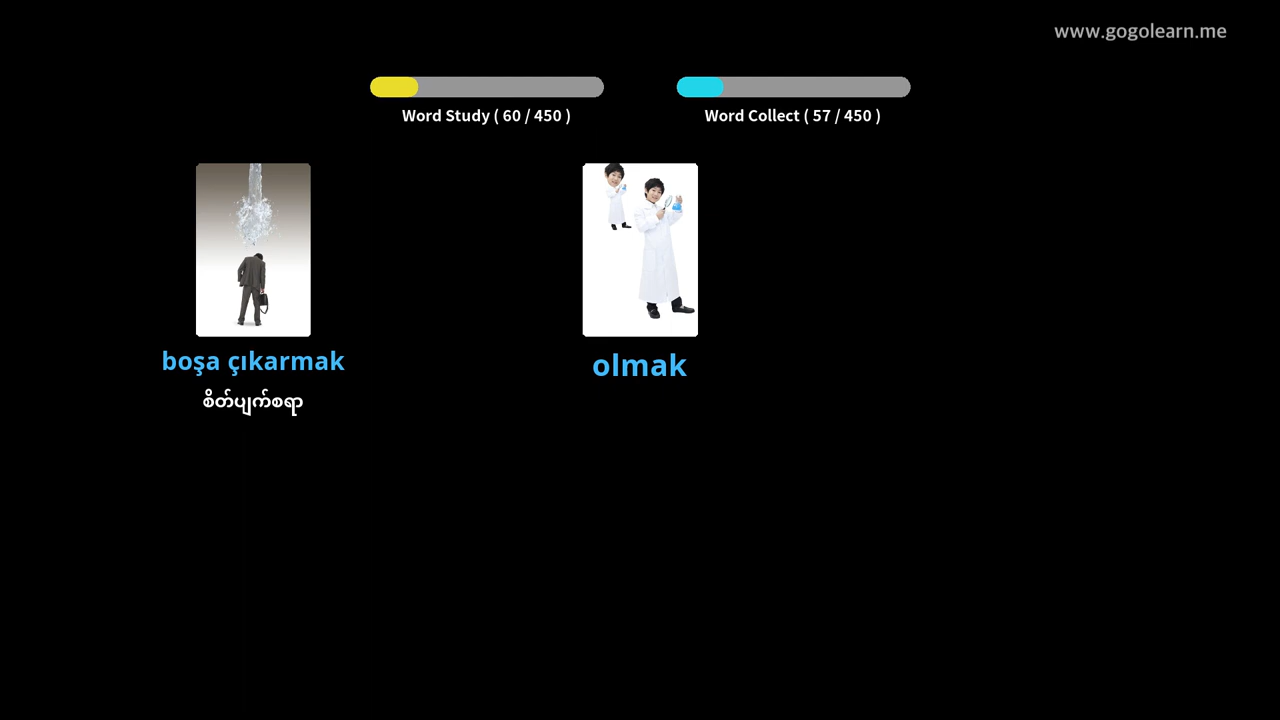 www.gogolearn.me
Word Study ( 60 / 450 )
Word Collect ( 57 / 450 )
boşa çıkarmak
စိတ်ပျက်စရာ
olmak